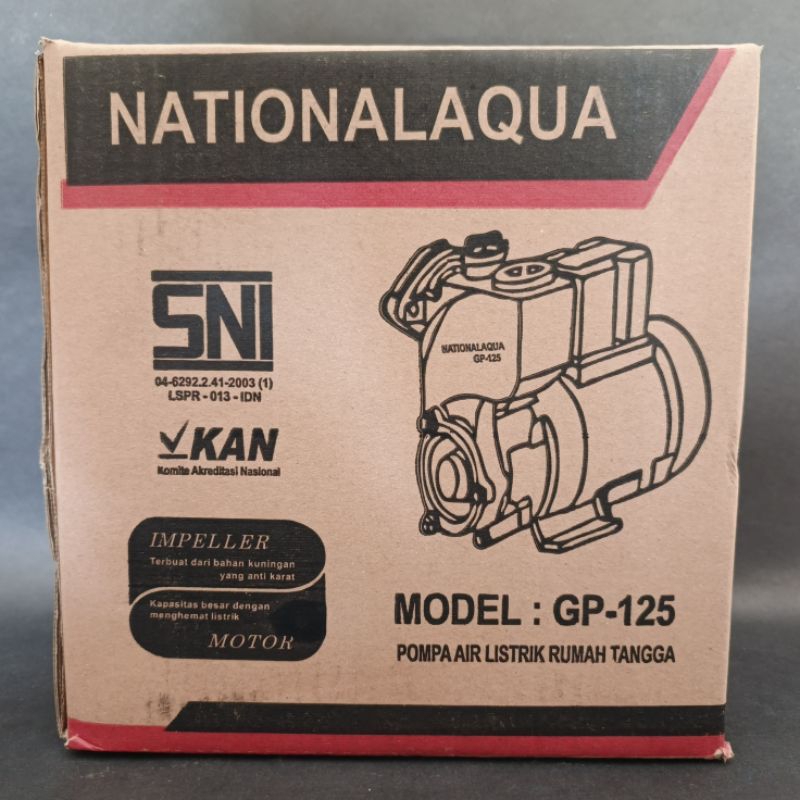 NATIONALAQUA
SNI
04-6292.2.41-2003 (1)
LSPR - 013 - IDN
KAN
Komite Akreditasi Nasional
NATIONALAQUA
GP-125
IMPELLER
Terbuat dari bahan kuningan
yang anti karat
Kapasitas besar dengan
menghemat listrik
MOTOR
MODEL : GP-125
POMPA AIR LISTRIK RUMAH TANGGA